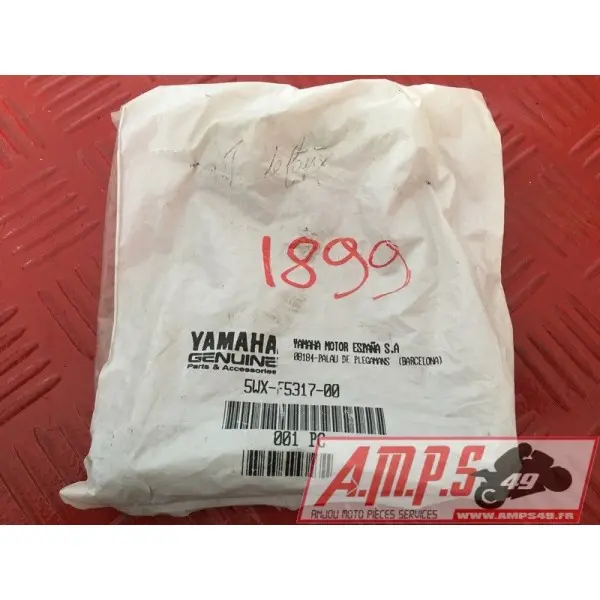 1899
YAMAHA
GENUINE
Parts & Accessories
YAMAHA MOTOR ESPAÑA S.A
08184-PALAU DE PLEGAMANS (BARCELONA)
5WX-F5317-00
001 PC
A.M.P.S 49
ANJOU MOTO PIÈCES SERVICES
WWW.AMPS49.FR